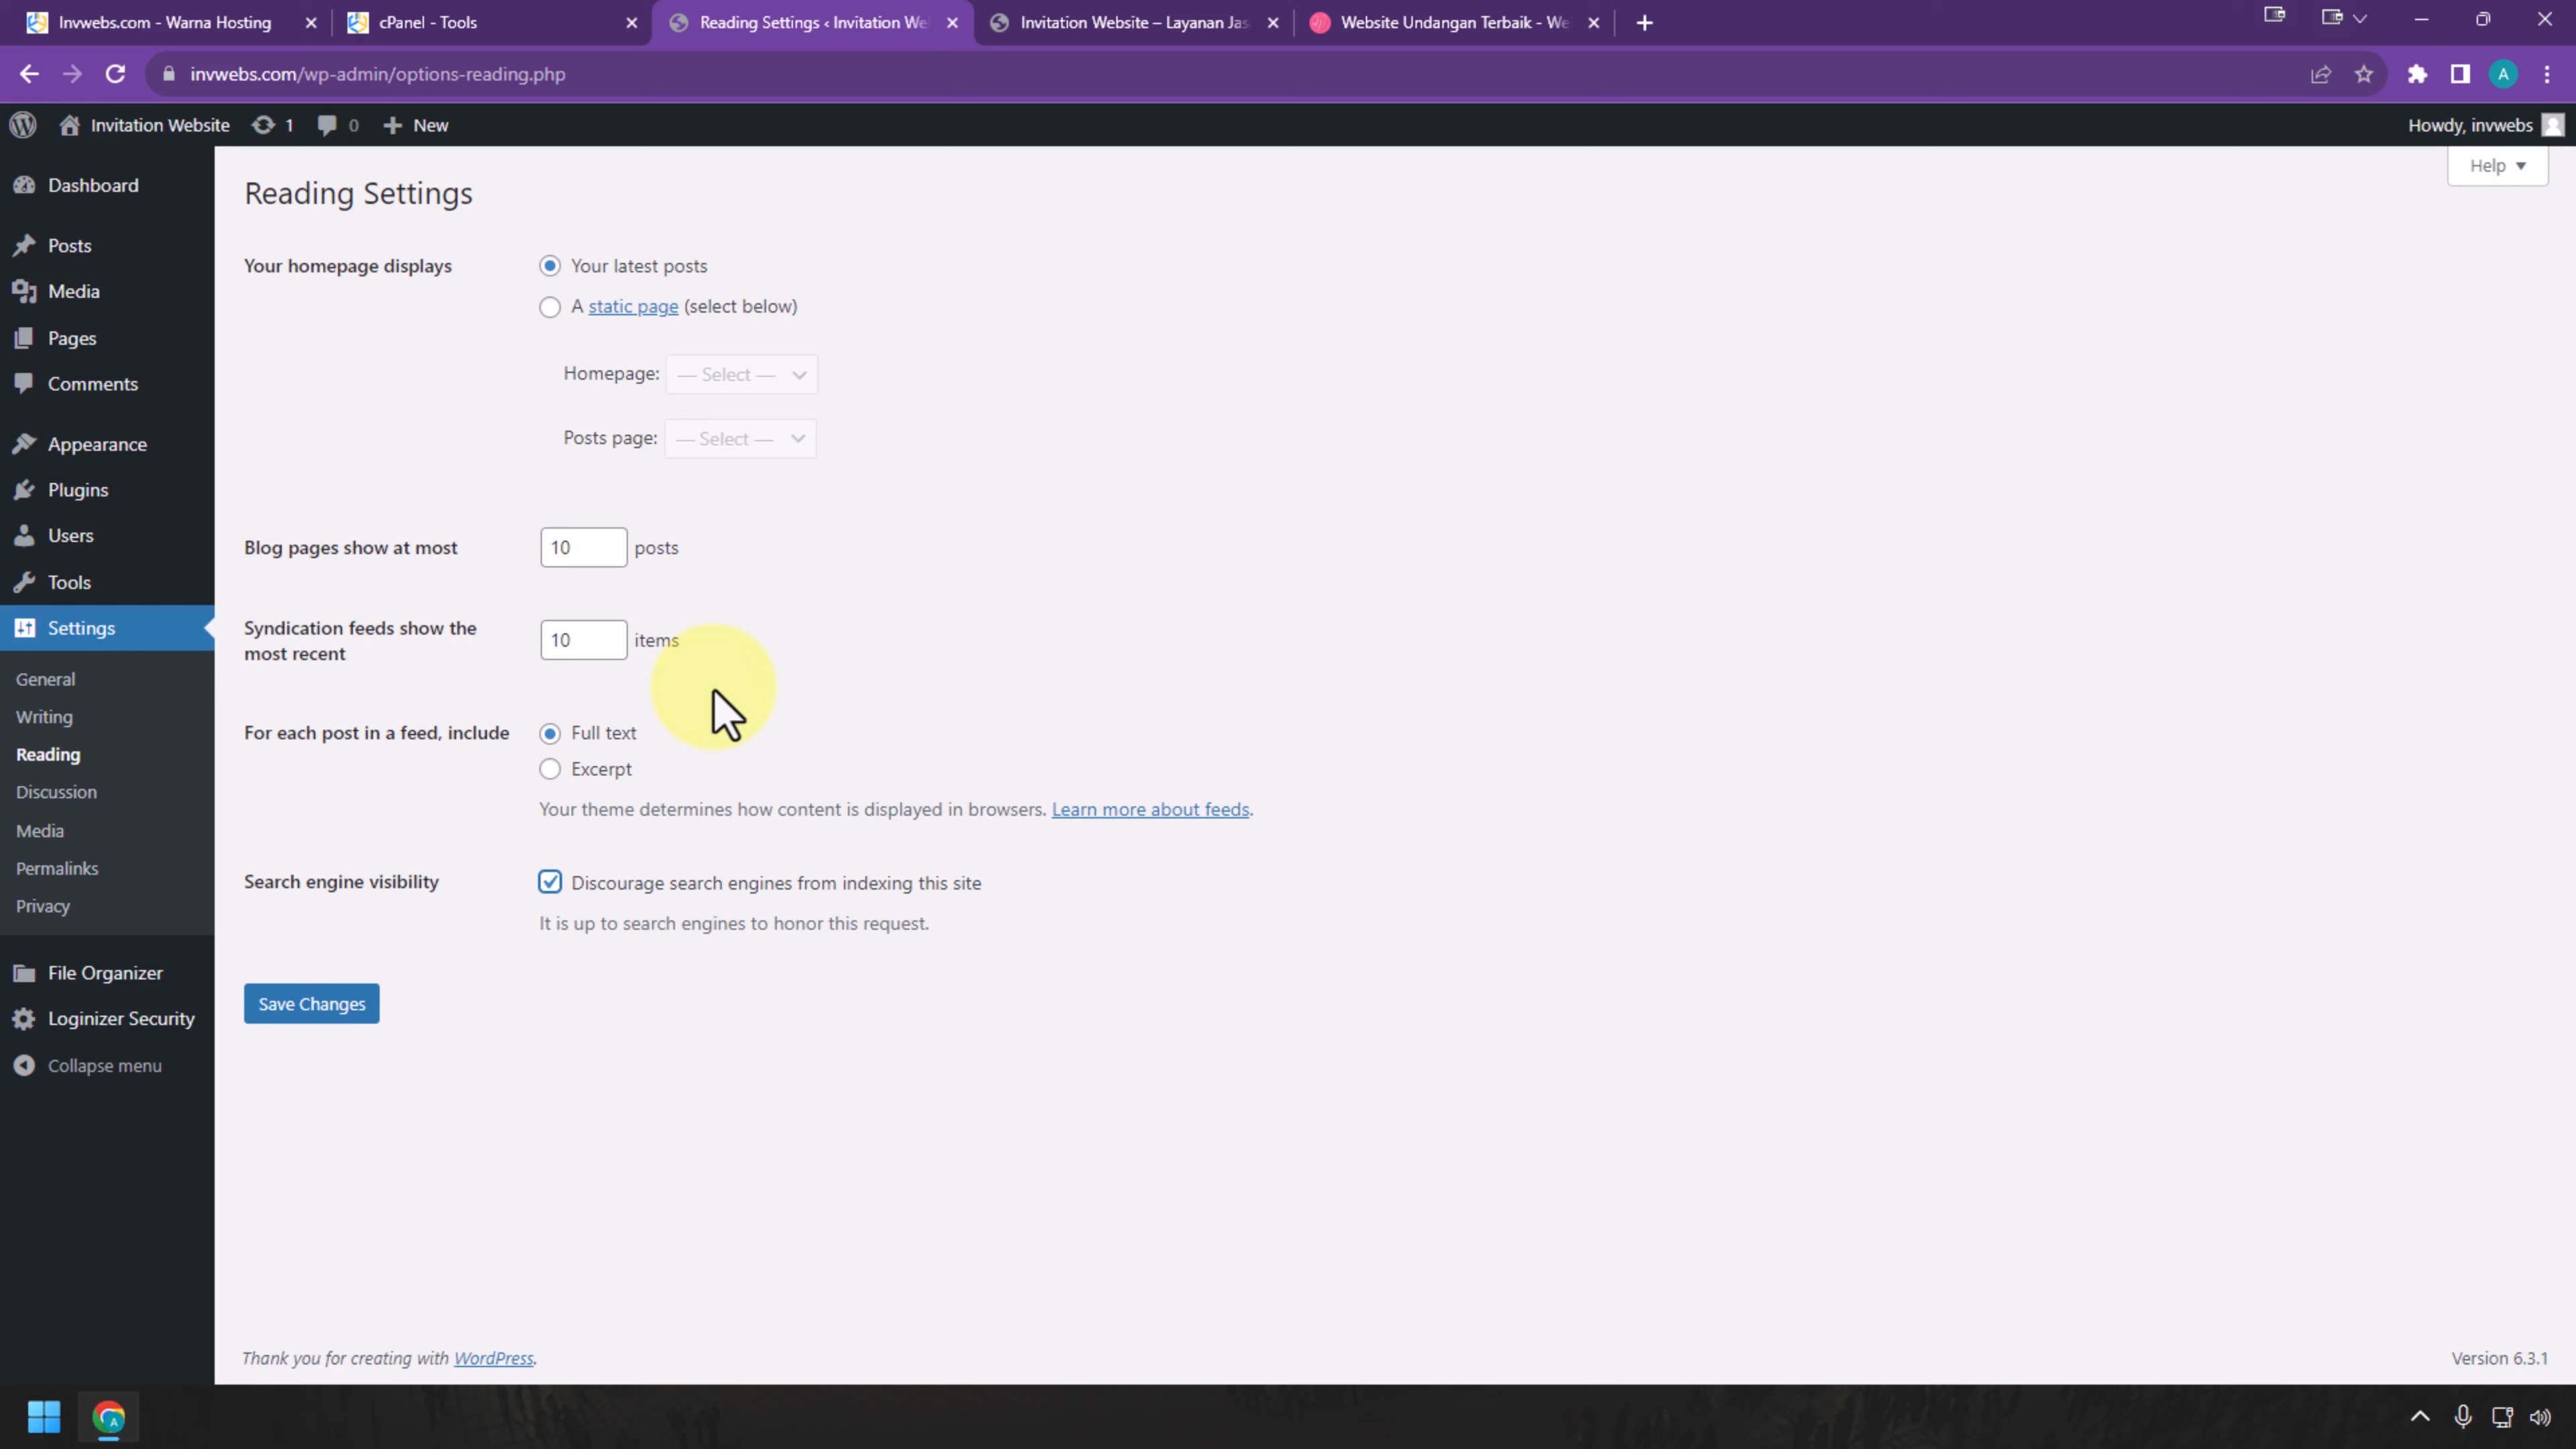 Invwebs.com - Warna Hosting
cPanel - Tools
Reading Settings ‹ Invitation We
Invitation Website – Layanan Jas
Website Undangan Terbaik - We
invwebs.com/wp-admin/options-reading.php
A
Invitation Website
1
0
New
Howdy, invwebs
Help
Dashboard
Posts
Media
Pages
Comments
Appearance
Plugins
Users
Tools
Settings
General
Writing
Reading
Discussion
Media
Permalinks
Privacy
File Organizer
Loginizer Security
Collapse menu
Reading Settings
Your homepage displays
Your latest posts
A static page (select below)
Homepage: — Select —
Posts page: — Select —
Blog pages show at most 10 posts
Syndication feeds show the
most recent
10 items
For each post in a feed, include
Full text
Excerpt
Your theme determines how content is displayed in browsers. Learn more about feeds.
Search engine visibility
Discourage search engines from indexing this site
It is up to search engines to honor this request.
Save Changes
Thank you for creating with WordPress.
Version 6.3.1
A